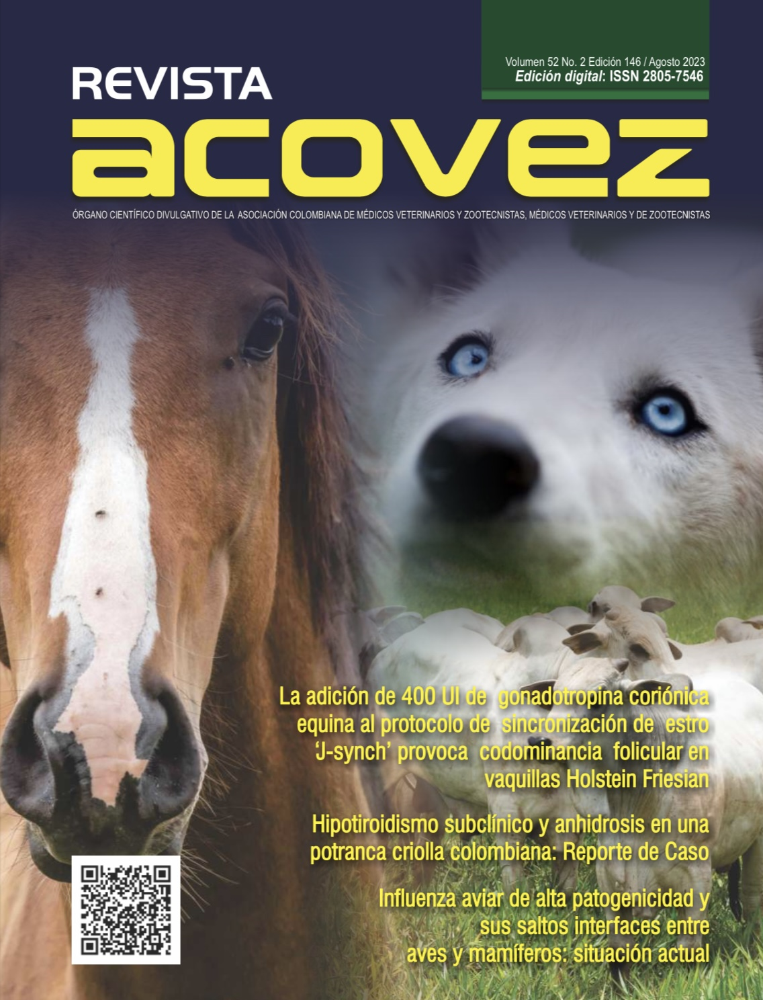 Volumen 52 No. 2 Edición 146 / Agosto 2023
Edición digital: ISSN 2805-7546
REVISTA
acovez
ÓRGANO CIENTÍFICO DIVULGATIVO DE LA ASOCIACIÓN COLOMBIANA DE MÉDICOS VETERINARIOS Y ZOOTECNISTAS, MÉDICOS VETERINARIOS Y DE ZOOTECNISTAS
La adición de 400 UI de gonadotropina coriónica
equina al protocolo de sincronización de estro
‘J-synch’ provoca codominancia folicular en
vaquillas Holstein Friesian
Hipotiroidismo subclínico y anhidrosis en una
potranca criolla colombiana: Reporte de Caso
Influenza aviar de alta patogenicidad y
sus saltos interfaces entre
aves y mamíferos: situación actual